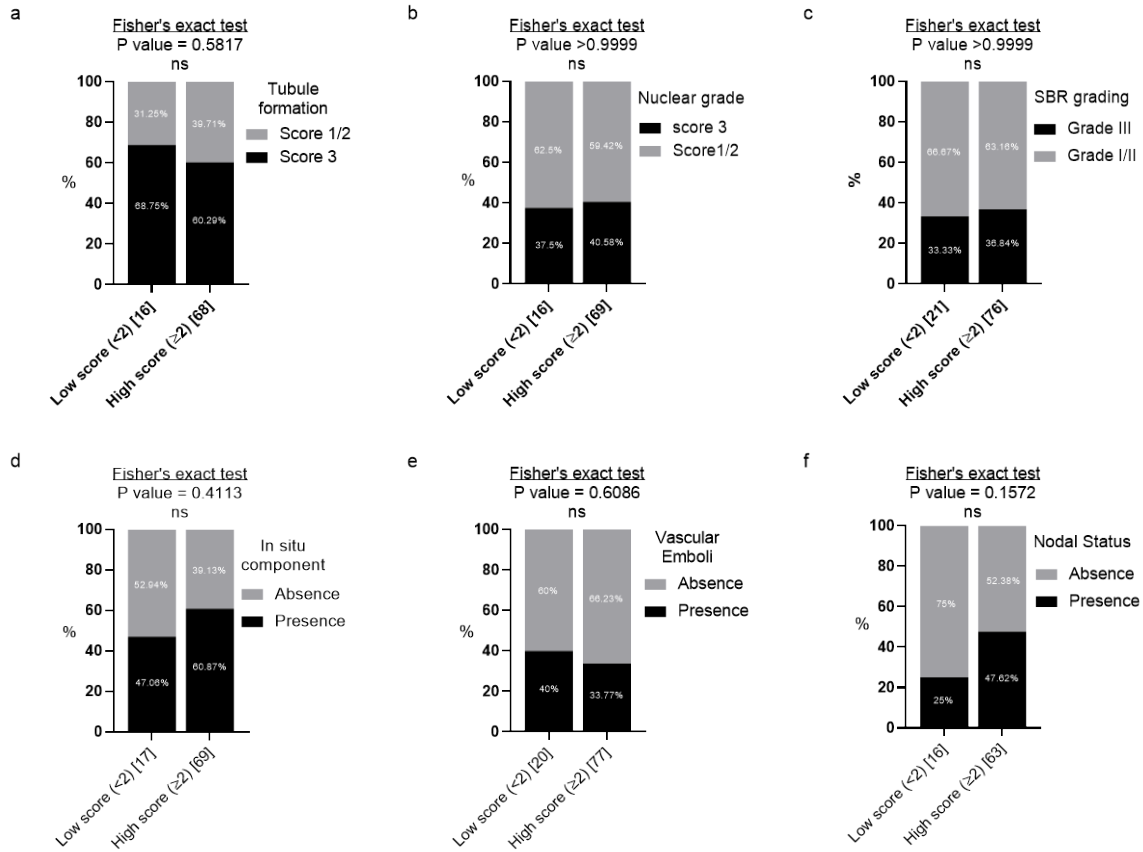 a
Fisher's exact test
P value = 0.5817
ns
Tubule
formation
Score 1/2
Score 3
100
80
60
40
20
0
%
31.25%
39.71%
68.75%
60.29%
Low score (<2) [16]
High score (≥2) [68]
b
Fisher's exact test
P value >0.9999
ns
Nuclear grade
score 3
Score1/2
100
80
60
40
20
0
%
62.5%
59.42%
37.5%
40.58%
Low score (<2) [16]
High score (≥2) [69]
c
Fisher's exact test
P value >0.9999
ns
SBR grading
Grade III
Grade I/II
100
80
60
40
20
0
%
66.67%
63.16%
33.33%
36.84%
Low score (<2) [21]
High score (≥2) [76]
d
Fisher's exact test
P value = 0.4113
ns
In situ
component
Absence
Presence
100
80
60
40
20
0
%
52.94%
39.13%
47.06%
60.87%
Low score (<2) [17]
High score (≥2) [69]
e
Fisher's exact test
P value = 0.6086
ns
Vascular
Emboli
Absence
Presence
100
80
60
40
20
0
%
60%
66.23%
40%
33.77%
Low score (<2) [20]
High score (≥2) [77]
f
Fisher's exact test
P value = 0.1572
ns
Nodal Status
Absence
Presence
100
80
60
40
20
0
%
75%
52.38%
25%
47.62%
Low score (<2) [16]
High score (≥2) [63]